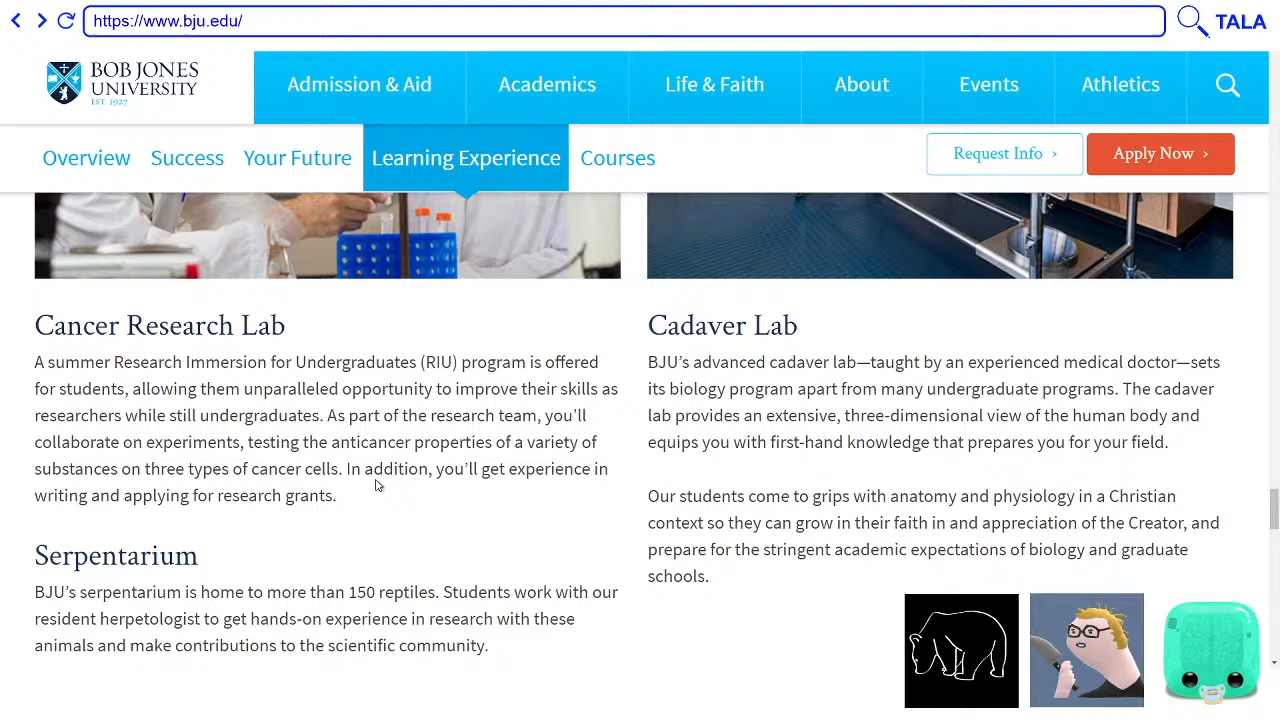 https://www.bju.edu/
TALA
BOB JONES
UNIVERSITY
EST. 1927
Admission & Aid
Academics
Life & Faith
About
Events
Athletics
Overview
Success
Your Future
Learning Experience
Courses
Request Info ›
Apply Now ›
Cancer Research Lab
A summer Research Immersion for Undergraduates (RIU) program is offered
for students, allowing them unparalleled opportunity to improve their skills as
researchers while still undergraduates. As part of the research team, you’ll
collaborate on experiments, testing the anticancer properties of a variety of
substances on three types of cancer cells. In addition, you’ll get experience in
writing and applying for research grants.
Serpentarium
BJU’s serpentarium is home to more than 150 reptiles. Students work with our
resident herpetologist to get hands-on experience in research with these
animals and make contributions to the scientific community.
Cadaver Lab
BJU’s advanced cadaver lab—taught by an experienced medical doctor—sets
its biology program apart from many undergraduate programs. The cadaver
lab provides an extensive, three-dimensional view of the human body and
equips you with first-hand knowledge that prepares you for your field.
Our students come to grips with anatomy and physiology in a Christian
context so they can grow in their faith in and appreciation of the Creator, and
prepare for the stringent academic expectations of biology and graduate
schools.